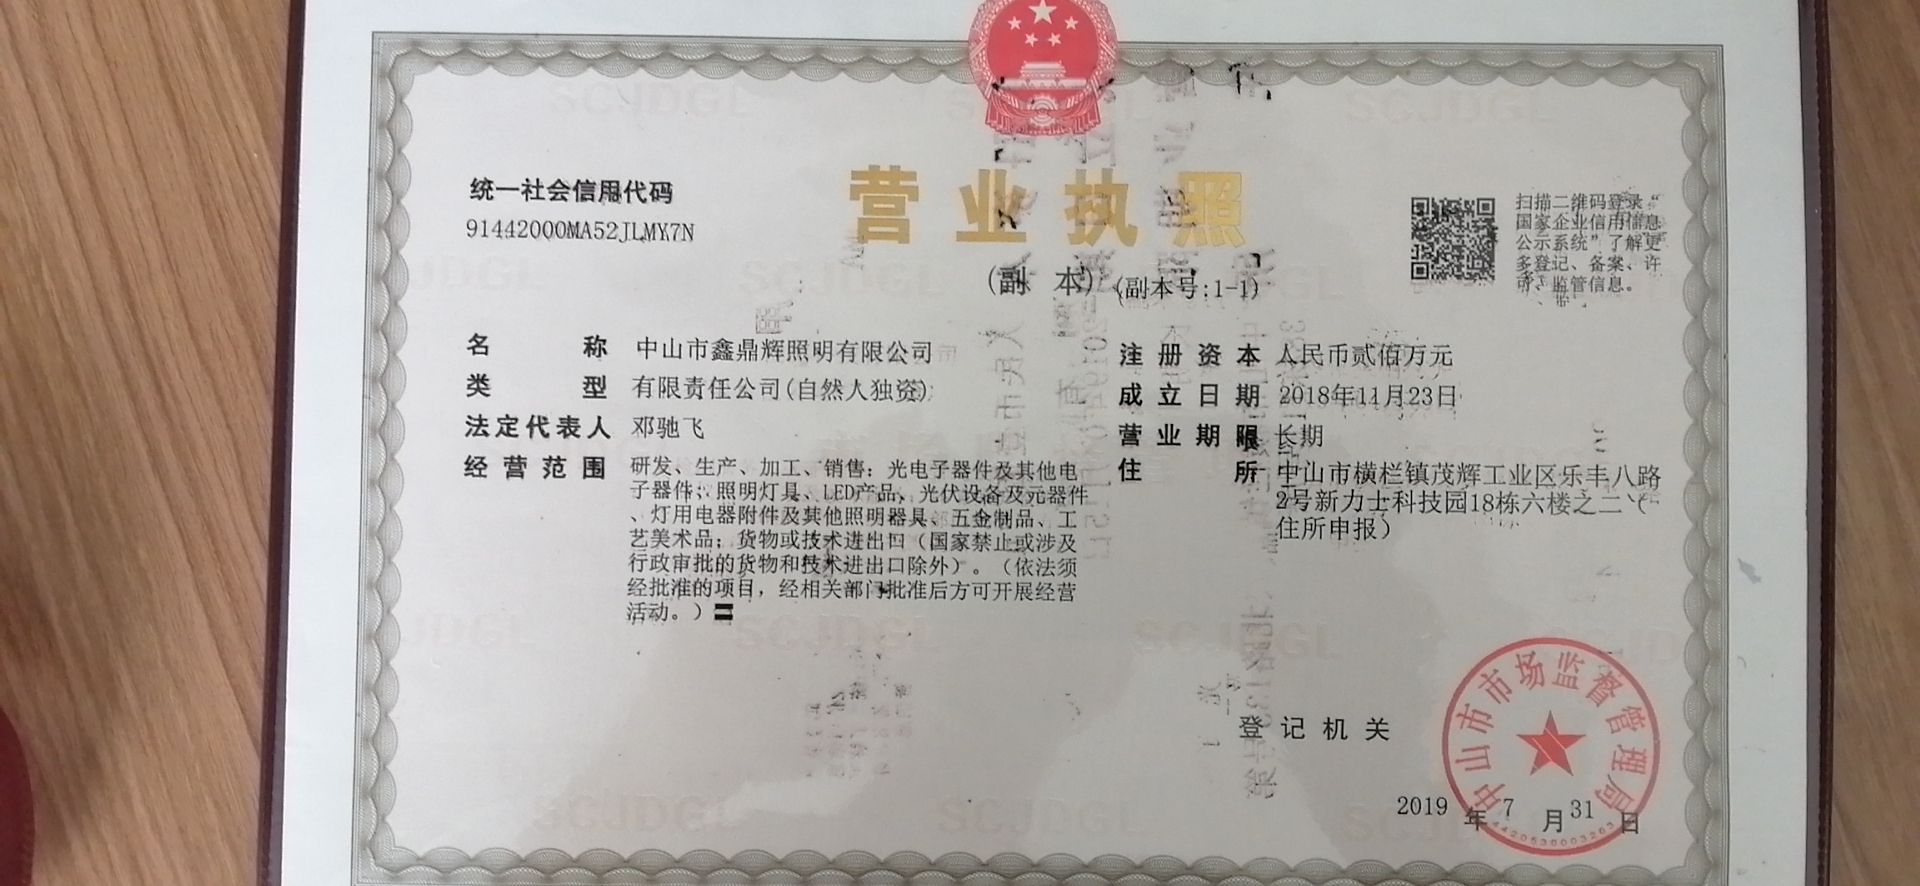 统一社会信用代码
91442000MA52JLMY7N
营业执照
(副 本) (副本号:1-1)
扫描二维码登录“
国家企业信用信息
公示系统”了解更
多登记、备案、许
可、监管信息。
名 称 中山市鑫鼎辉照明有限公司
类 型 有限责任公司(自然人独资)
法定代表人 邓驰飞
经营范围 研发、生产、加工、销售：光电子器件及其他电
子器件；照明灯具、LED产品、光伏设备及元器件
、灯用电器附件及其他照明器具、五金制品、工
艺美术品；货物或技术进出口（国家禁止或涉及
行政审批的货物和技术进出口除外）。（依法须
经批准的项目，经相关部门批准后方可开展经营
活动。）
注册资本 人民币贰佰万元
成立日期 2018年11月23日
营业期限 长期
住 所 中山市横栏镇茂辉工业区乐丰八路
2号新力士科技园18栋六楼之二（
住所申报）
登记机关
中山市市场监督管理局
2019 年 7 月 31 日
SCJDGL